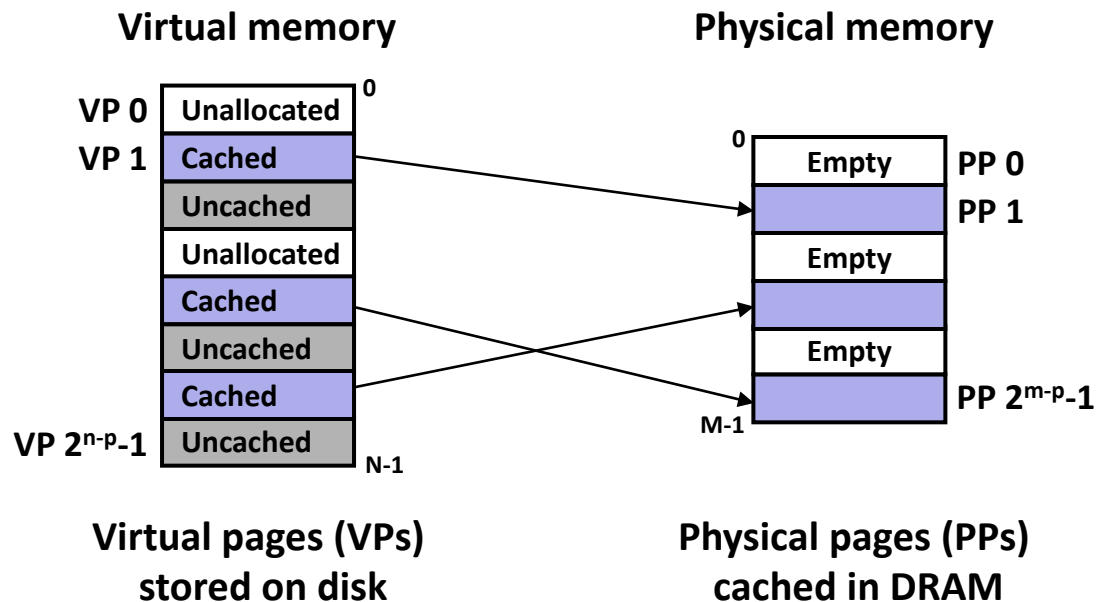 Virtual memory
Physical memory
0
VP 0 Unallocated
VP 1 Cached
Uncached
Unallocated
Cached
Uncached
Cached
VP 2ⁿ⁻ᵖ-1 Uncached
N-1
0
Empty PP 0
PP 1
Empty
Empty
PP 2ᵐ⁻ᵖ-1
M-1
Virtual pages (VPs)
stored on disk
Physical pages (PPs)
cached in DRAM